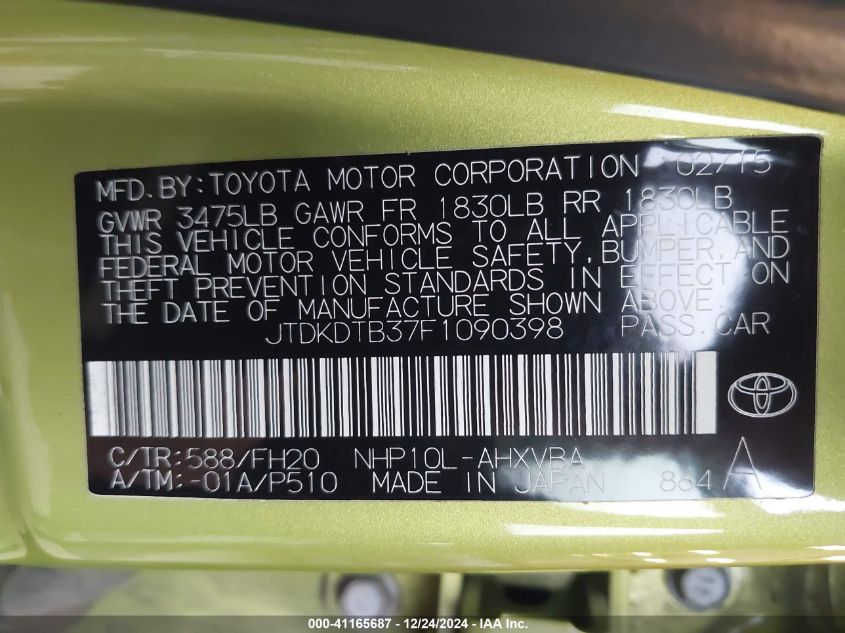 MFD. BY: TOYOTA MOTOR CORPORATION 02/15
GVWR 3475LB GAWR FR 1830LB RR 1830LB
THIS VEHICLE CONFORMS TO ALL APPLICABLE
FEDERAL MOTOR VEHICLE SAFETY, BUMPER, AND
THEFT PREVENTION STANDARDS IN EFFECT ON
THE DATE OF MANUFACTURE SHOWN ABOVE.
JTDKDTB37F1090398 PASS.CAR
C/TR:588/FH20 NHP10L-AHXVBA A
A/TM:-01A/P510 MADE IN JAPAN 864
000-41165687 - 12/24/2024 - IAA Inc.